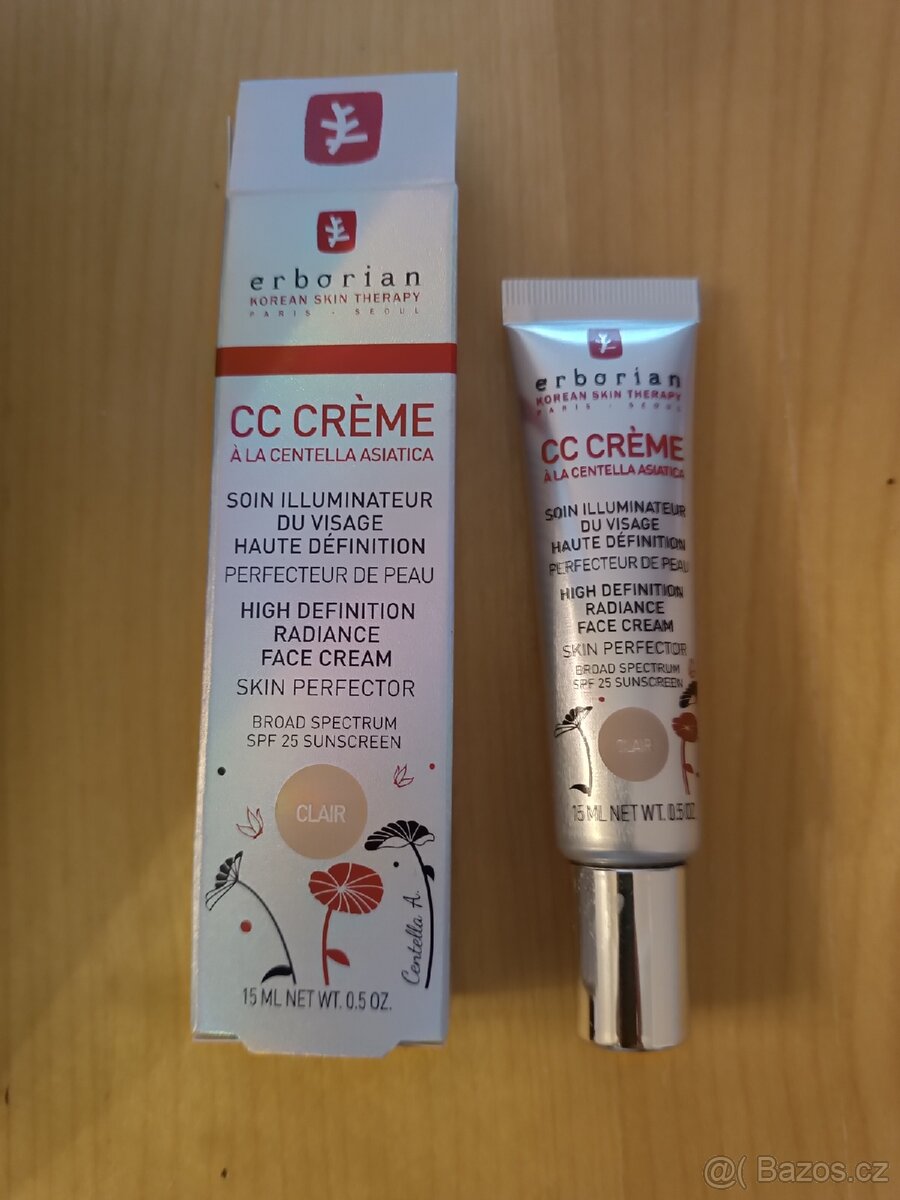 erborian
KOREAN SKIN THERAPY
PARIS - SEOUL
CC CRÈME
À LA CENTELLA ASIATICA
SOIN ILLUMINATEUR
DU VISAGE
HAUTE DÉFINITION
PERFECTEUR DE PEAU
HIGH DEFINITION
RADIANCE
FACE CREAM
SKIN PERFECTOR
BROAD SPECTRUM
SPF 25 SUNSCREEN
CLAIR
Centella A.
15 ML NET WT. 0.5 OZ.
erborian
KOREAN SKIN THERAPY
PARIS - SEOUL
CC CRÈME
À LA CENTELLA ASIATICA
SOIN ILLUMINATEUR
DU VISAGE
HAUTE DÉFINITION
PERFECTEUR DE PEAU
HIGH DEFINITION
RADIANCE
FACE CREAM
SKIN PERFECTOR
BROAD SPECTRUM
SPF 25 SUNSCREEN
CLAIR
15 ML NET WT. 0.5 OZ
@( Bazos.cz